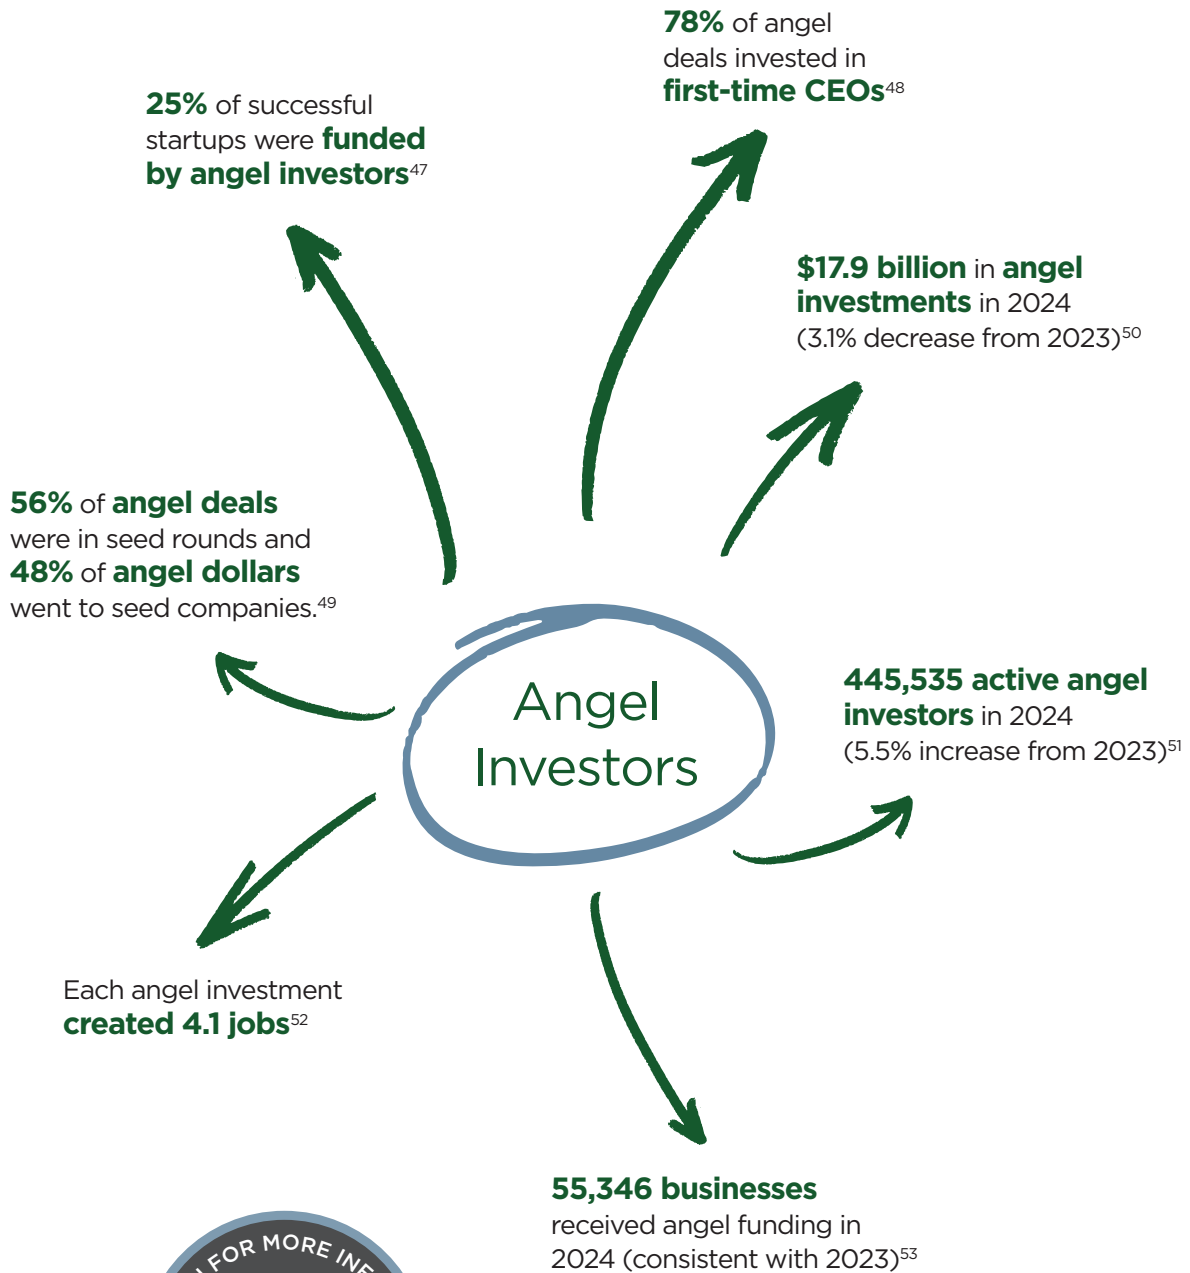 78% of angel
deals invested in
first-time CEOs48
25% of successful
startups were funded
by angel investors47
$17.9 billion in angel
investments in 2024
(3.1% decrease from 2023)50
56% of angel deals
were in seed rounds and
48% of angel dollars
went to seed companies.49
Angel
Investors
445,535 active angel
investors in 2024
(5.5% increase from 2023)51
Each angel investment
created 4.1 jobs52
55,346 businesses
received angel funding in
2024 (consistent with 2023)53
FOR MORE